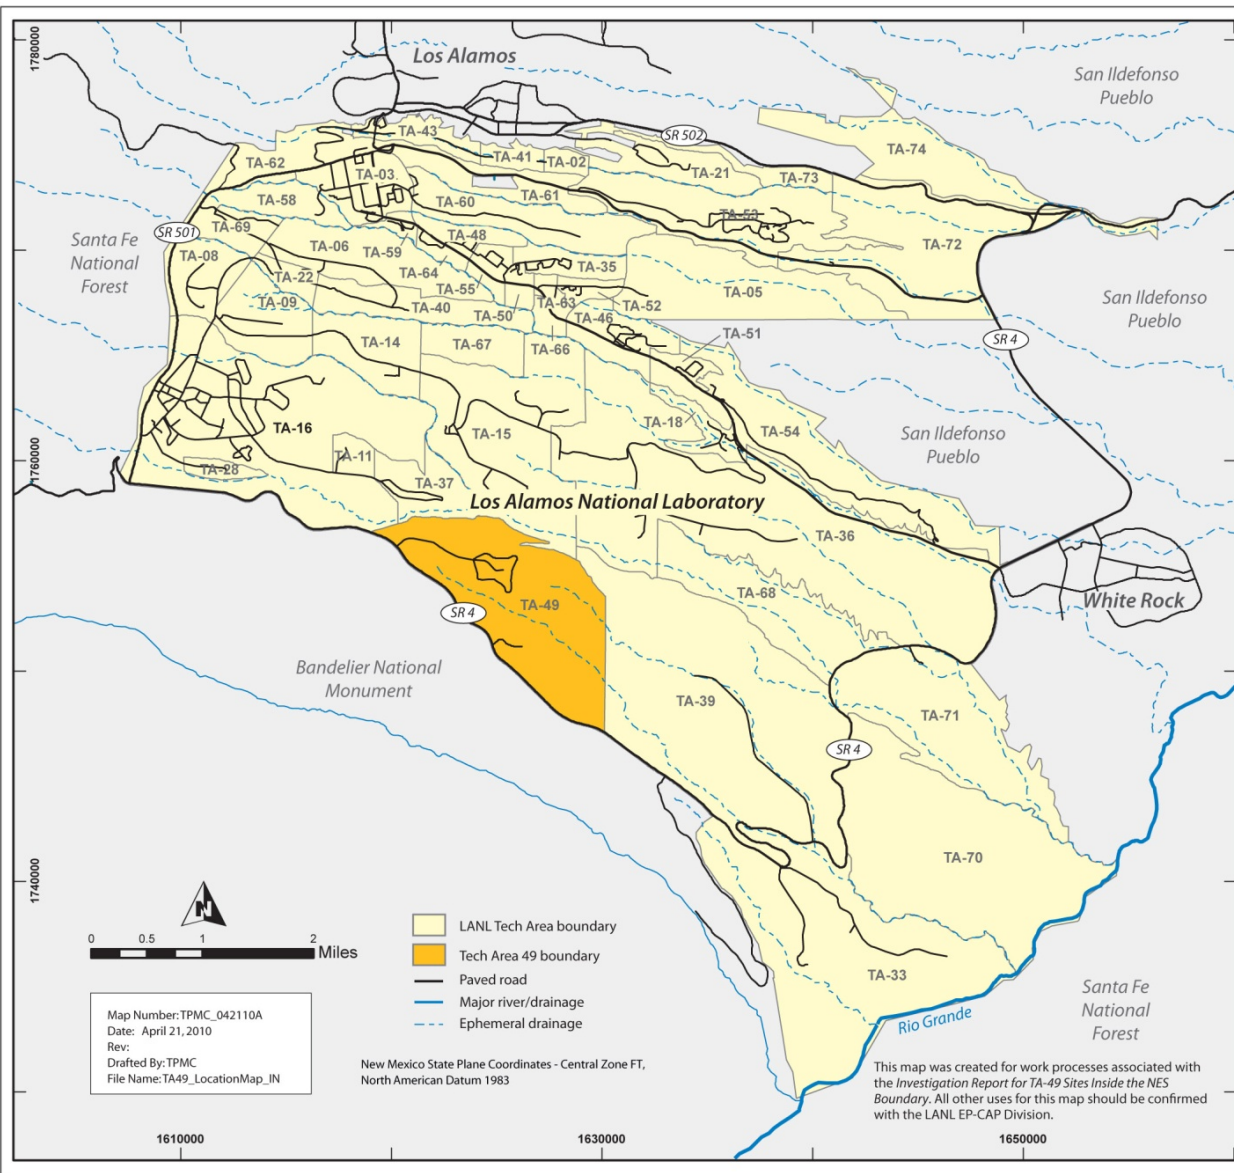 1780000
Los Alamos
San Ildefonso
Pueblo
SR 502
TA-43
TA-74
TA-62
TA-41
TA-02
TA-21
TA-73
TA-03
TA-58
TA-60
TA-61
TA-53
SR 501
TA-69
TA-48
TA-72
Santa Fe
National
Forest
TA-08
TA-06
TA-59
TA-64
TA-35
TA-22
TA-55
TA-05
San Ildefonso
Pueblo
TA-09
TA-40
TA-50
TA-63
TA-52
TA-46
TA-51
SR 4
TA-14
TA-67
TA-66
TA-16
TA-15
TA-18
TA-54
San Ildefonso
Pueblo
1760000
TA-28
TA-11
TA-37
Los Alamos National Laboratory
TA-36
TA-49
TA-68
White Rock
SR 4
Bandelier National
Monument
TA-39
TA-71
SR 4
TA-70
1740000
N
0 0.5 1 2
Miles
LANL Tech Area boundary
Tech Area 49 boundary
Paved road
Major river/drainage
Ephemeral drainage
TA-33
Rio Grande
Santa Fe
National
Forest
Map Number: TPMC_042110A
Date: April 21, 2010
Rev:
Drafted By: TPMC
File Name: TA49_LocationMap_IN
New Mexico State Plane Coordinates - Central Zone FT,
North American Datum 1983
This map was created for work processes associated with
the Investigation Report for TA-49 Sites Inside the NES
Boundary. All other uses for this map should be confirmed
with the LANL EP-CAP Division.
1610000
1630000
1650000